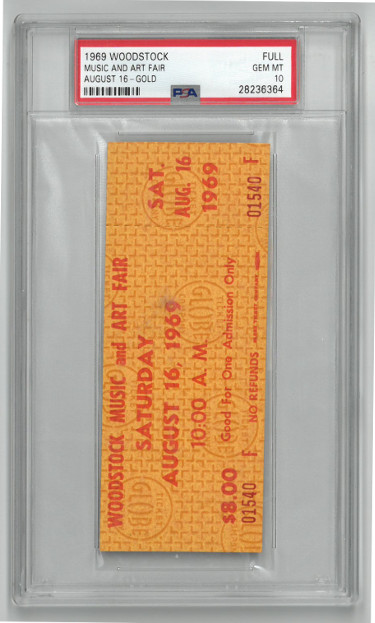 1969 WOODSTOCK
MUSIC AND ART FAIR
AUGUST 16-GOLD
FULL
GEM MT
10
PSA
28236364
SAT.
AUG. 16
1969
01540 F
WOODSTOCK MUSIC and ART FAIR
SATURDAY
AUGUST 16, 1969
10:00 A. M.
Good For One Admission Only
$8.00
NO REFUNDS
01540 F
GLOBE